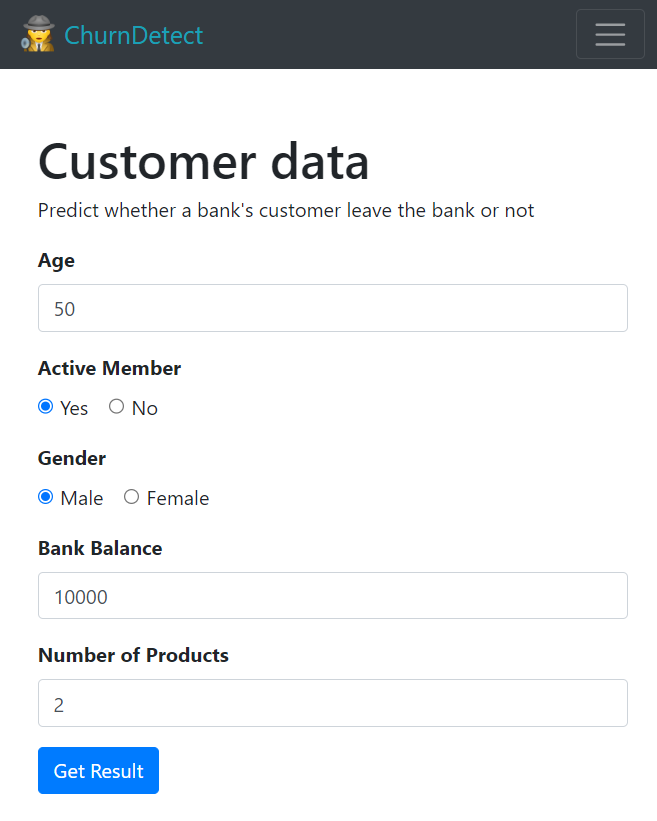 ChurnDetect
Customer data
Predict whether a bank's customer leave the bank or not
Age
50
Active Member
Yes No
Gender
Male Female
Bank Balance
10000
Number of Products
2
Get Result